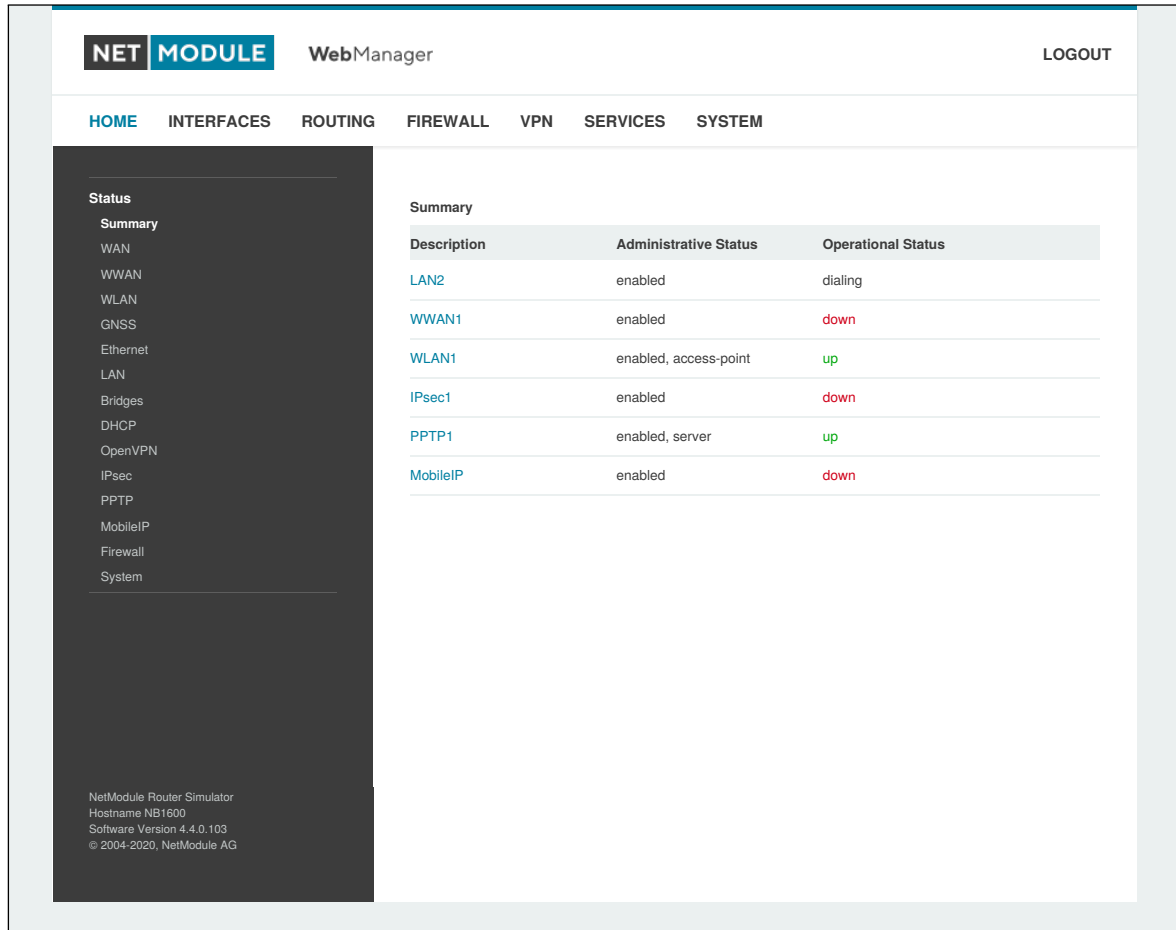 NET MODULE WebManager LOGOUT
HOME INTERFACES ROUTING FIREWALL VPN SERVICES SYSTEM
Status
Summary
WAN
WWAN
WLAN
GNSS
Ethernet
LAN
Bridges
DHCP
OpenVPN
IPsec
PPTP
MobileIP
Firewall
System
NetModule Router Simulator
Hostname NB1600
Software Version 4.4.0.103
© 2004-2020, NetModule AG
Summary
Description Administrative Status Operational Status
LAN2 enabled dialing
WWAN1 enabled down
WLAN1 enabled, access-point up
IPsec1 enabled down
PPTP1 enabled, server up
MobileIP enabled down